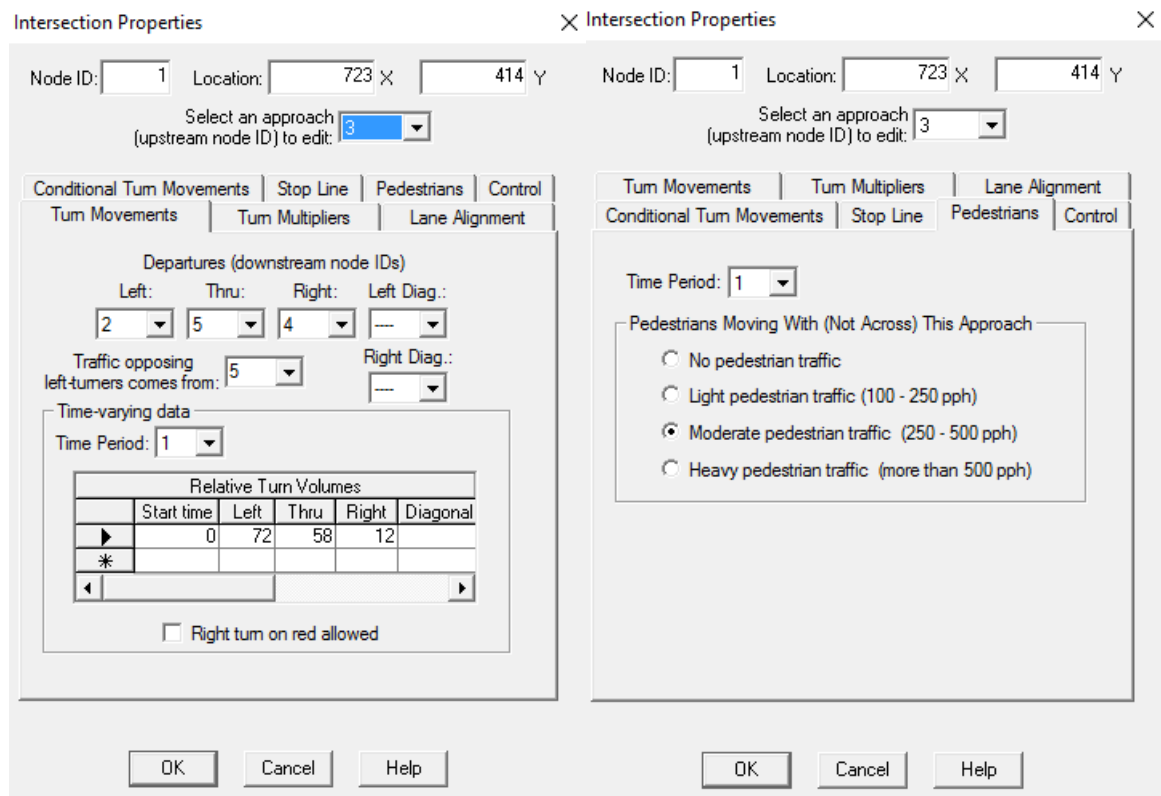 Intersection Properties
Node ID: 1 Location: 723 X 414 Y
Select an approach
(upstream node ID) to edit: 3
Conditional Turn Movements Stop Line Pedestrians Control
Turn Movements Turn Multipliers Lane Alignment
Departures (downstream node IDs)
Left: Thru: Right: Left Diag.:
2 5 4 ----
Traffic opposing
left-turners comes from: 5
Right Diag.:
----
Time-varying data
Time Period: 1
Relative Turn Volumes
Start time Left Thru Right Diagonal
0 72 58 12
Right turn on red allowed
OK Cancel Help
Intersection Properties
Node ID: 1 Location: 723 X 414 Y
Select an approach
(upstream node ID) to edit: 3
Turn Movements Turn Multipliers Lane Alignment
Conditional Turn Movements Stop Line Pedestrians Control
Time Period: 1
Pedestrians Moving With (Not Across) This Approach
No pedestrian traffic
Light pedestrian traffic (100 - 250 pph)
Moderate pedestrian traffic (250 - 500 pph)
Heavy pedestrian traffic (more than 500 pph)
OK Cancel Help